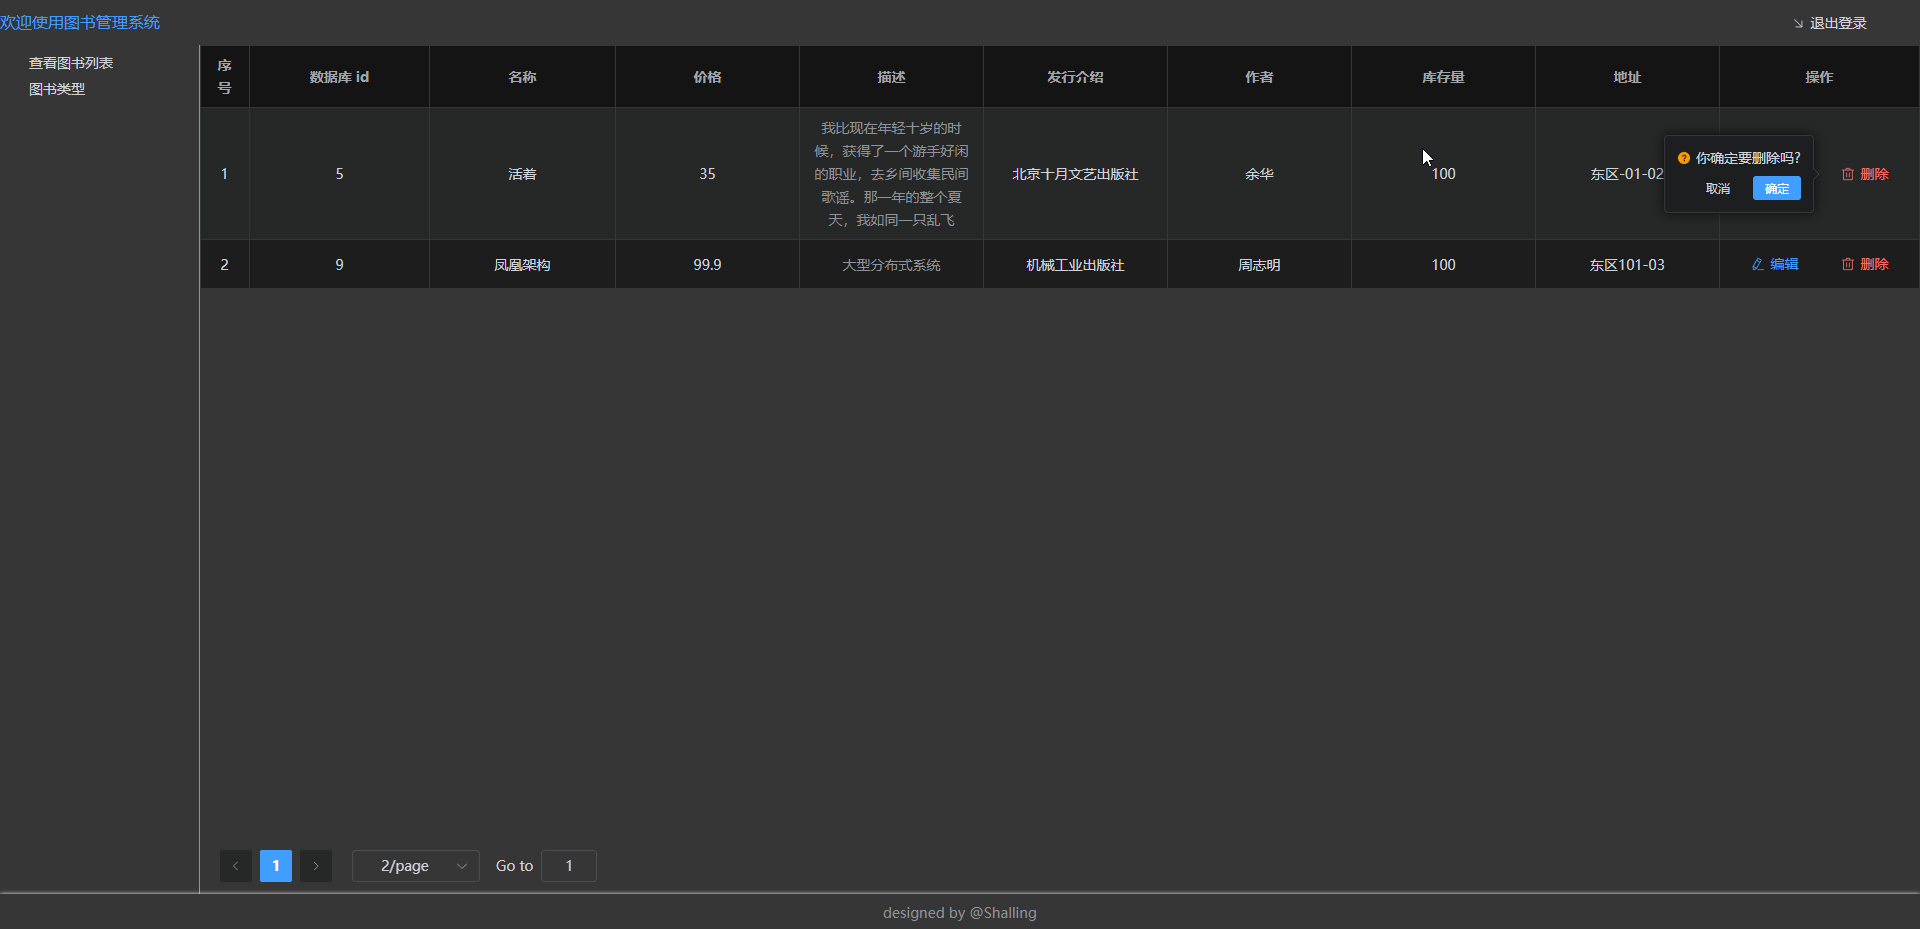 欢迎使用图书管理系统
退出登录
查看图书列表
图书类型
序号 数据库 id 名称 价格 描述 发行介绍 作者 库存量 地址 操作
1 5 活着 35
我比现在年轻十岁的时
候，获得了一个游手好闲
的职业，去乡间收集民间
歌谣。那一年的整个夏
天，我如同一只乱飞
北京十月文艺出版社 余华 100 东区-01-02
你确定要删除吗?
取消 确定
删除
2 9 凤凰架构 99.9 大型分布式系统 机械工业出版社 周志明 100 东区101-03 编辑 删除
1 2/page Go to 1
designed by @Shalling